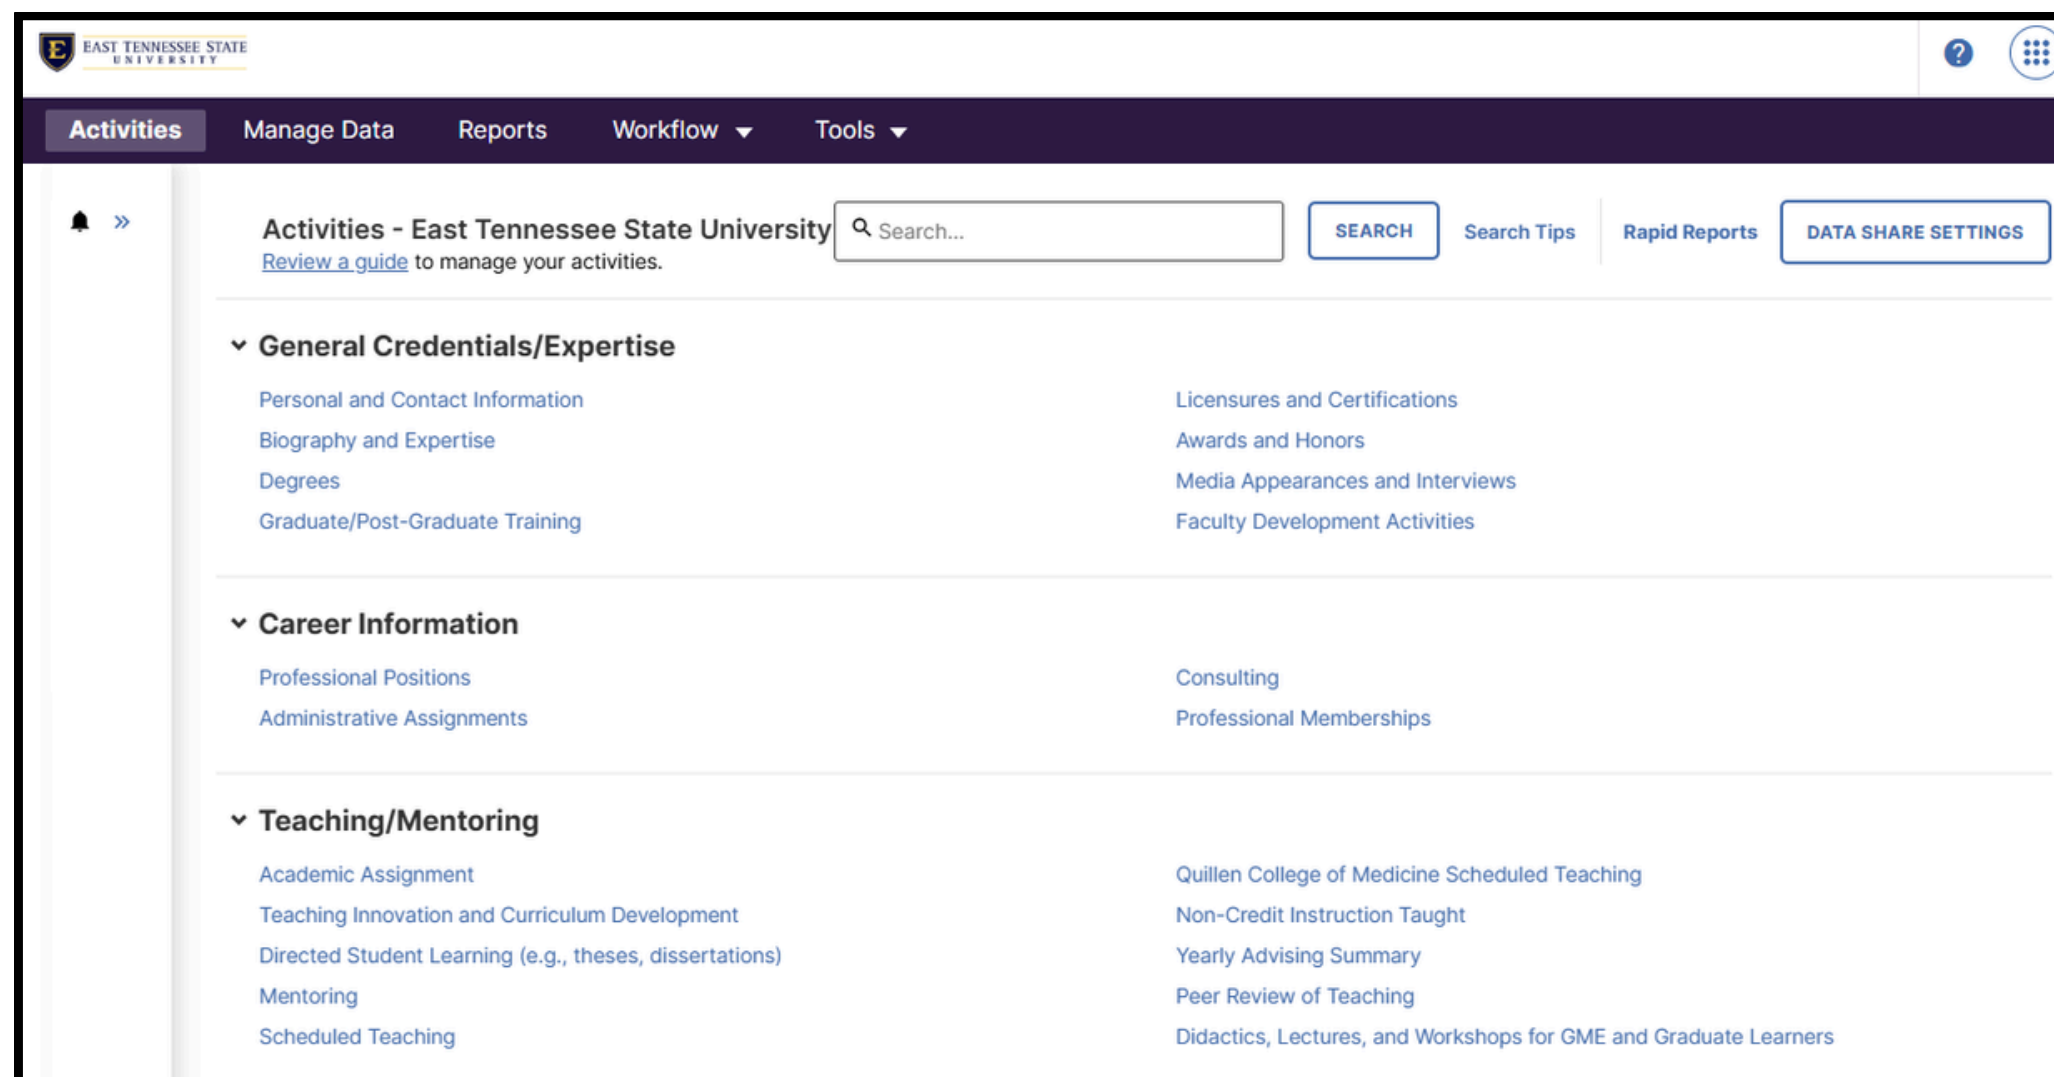 E
EAST TENNESSEE STATE
UNIVERSITY
?
Activities
Manage Data
Reports
Workflow
Tools
Activities - East Tennessee State University
Review a guide to manage your activities.
Search...
SEARCH
Search Tips
Rapid Reports
DATA SHARE SETTINGS
General Credentials/Expertise
Personal and Contact Information
Biography and Expertise
Degrees
Graduate/Post-Graduate Training
Licensures and Certifications
Awards and Honors
Media Appearances and Interviews
Faculty Development Activities
Career Information
Professional Positions
Administrative Assignments
Consulting
Professional Memberships
Teaching/Mentoring
Academic Assignment
Teaching Innovation and Curriculum Development
Directed Student Learning (e.g., theses, dissertations)
Mentoring
Scheduled Teaching
Quillen College of Medicine Scheduled Teaching
Non-Credit Instruction Taught
Yearly Advising Summary
Peer Review of Teaching
Didactics, Lectures, and Workshops for GME and Graduate Learners